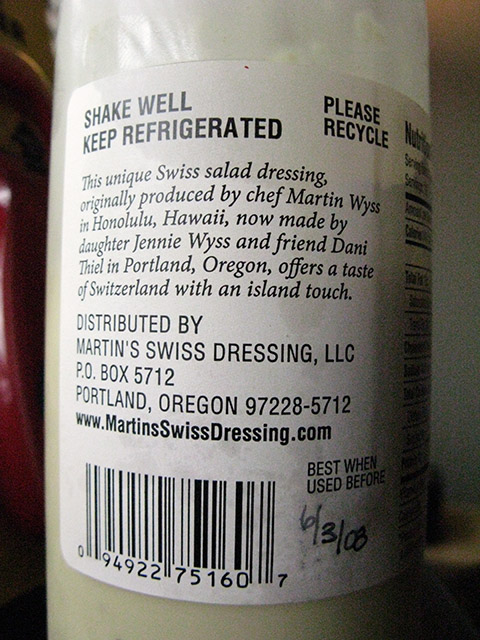 SHAKE WELL
KEEP REFRIGERATED
PLEASE
RECYCLE
This unique Swiss salad dressing,
originally produced by chef Martin Wyss
in Honolulu, Hawaii, now made by
daughter Jennie Wyss and friend Dani
Thiel in Portland, Oregon, offers a taste
of Switzerland with an island touch.
DISTRIBUTED BY
MARTIN'S SWISS DRESSING, LLC
P.O. BOX 5712
PORTLAND, OREGON 97228-5712
www.MartinsSwissDressing.com
BEST WHEN
USED BEFORE
6/3/08
0 94922 75160 7